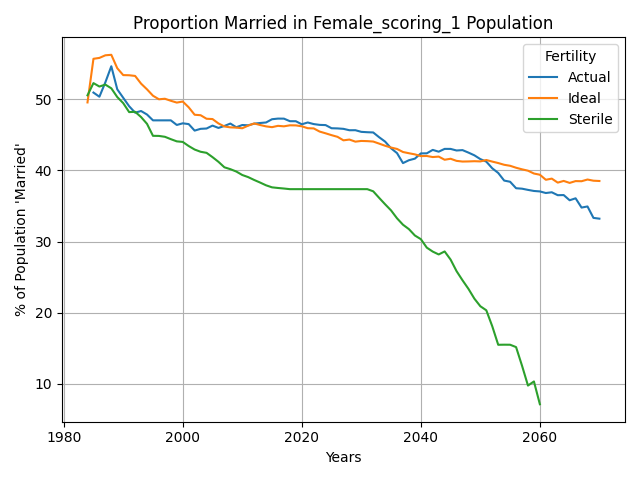 Proportion Married in Female_scoring_1 Population
Fertility
Actual
Ideal
Sterile
% of Population 'Married'
50
40
30
20
10
1980
2000
2020
2040
2060
Years